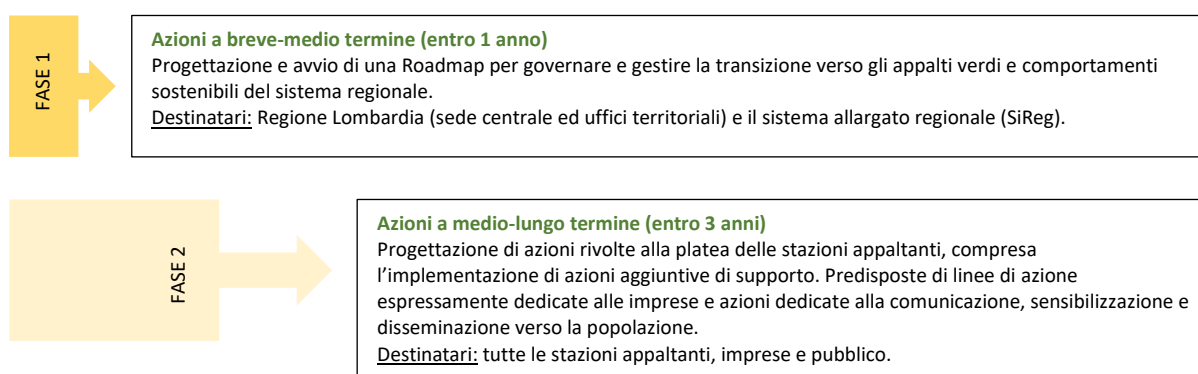 FASE 1
Azioni a breve-medio termine (entro 1 anno)
Progettazione e avvio di una Roadmap per governare e gestire la transizione verso gli appalti verdi e comportamenti
sostenibili del sistema regionale.
Destinatari: Regione Lombardia (sede centrale ed uffici territoriali) e il sistema allargato regionale (SiReg).
FASE 2
Azioni a medio-lungo termine (entro 3 anni)
Progettazione di azioni rivolte alla platea delle stazioni appaltanti, compresa
l’implementazione di azioni aggiuntive di supporto. Predisposte di linee di azione
espressamente dedicate alle imprese e azioni dedicate alla comunicazione, sensibilizzazione e
disseminazione verso la popolazione.
Destinatari: tutte le stazioni appaltanti, imprese e pubblico.